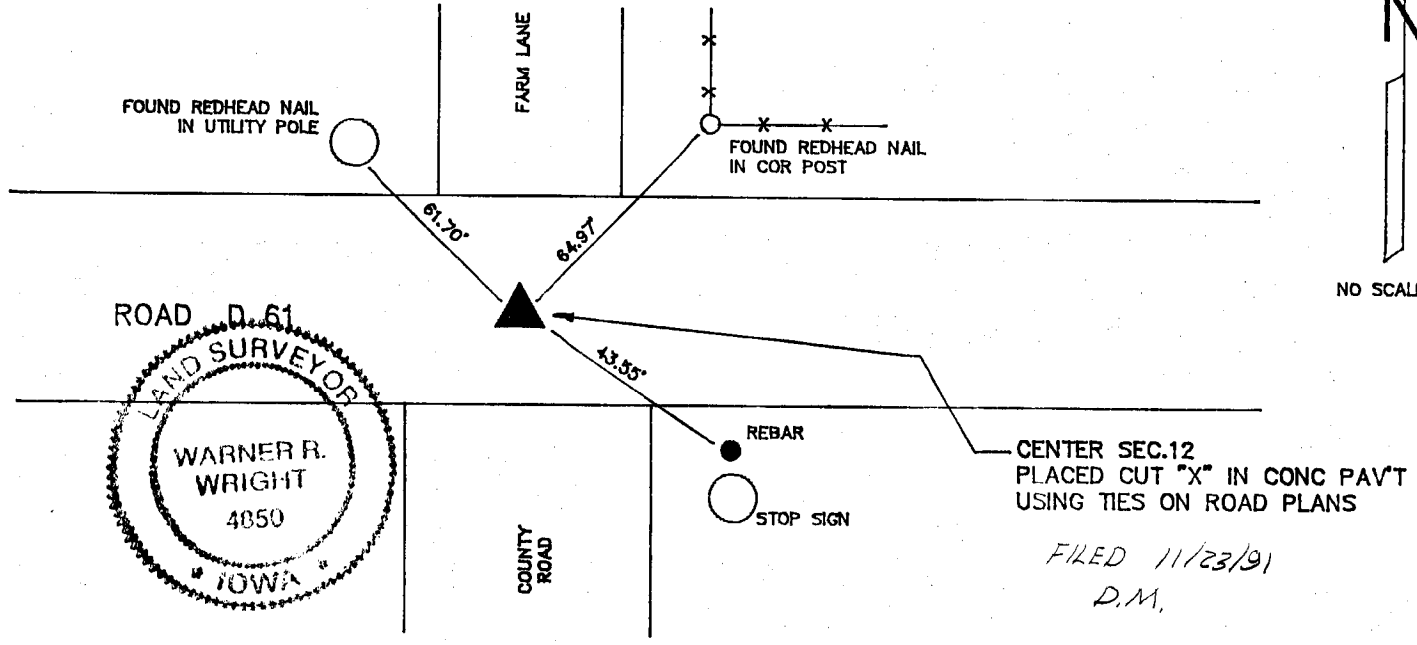 FARM LANE
N
FOUND REDHEAD NAIL
IN UTILITY POLE
FOUND REDHEAD NAIL
IN COR POST
61.70'
64.97'
NO SCAL
ROAD D 61
43.55'
LAND SURVEYOR
WARNER R.
WRIGHT
4850
* IOWA *
REBAR
STOP SIGN
COUNTY
ROAD
CENTER SEC.12
PLACED CUT "X" IN CONC PAV'T
USING TIES ON ROAD PLANS
FILED 11/23/91
D.M.